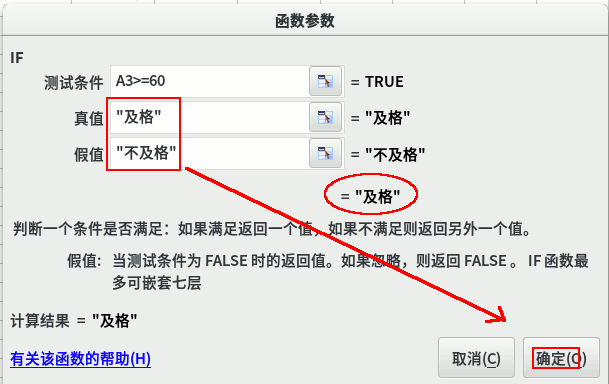 函数参数
IF
测试条件 A3>=60 = TRUE
真值 "及格" = "及格"
假值 "不及格" = "不及格"
= "及格"
判断一个条件是否满足：如果满足返回一个值，如果不满足则返回另外一个值。
假值: 当测试条件为 FALSE 时的返回值。如果忽略，则返回 FALSE 。 IF 函数最
多可嵌套七层
计算结果 = "及格"
有关该函数的帮助(H)
取消(C) 确定(O)